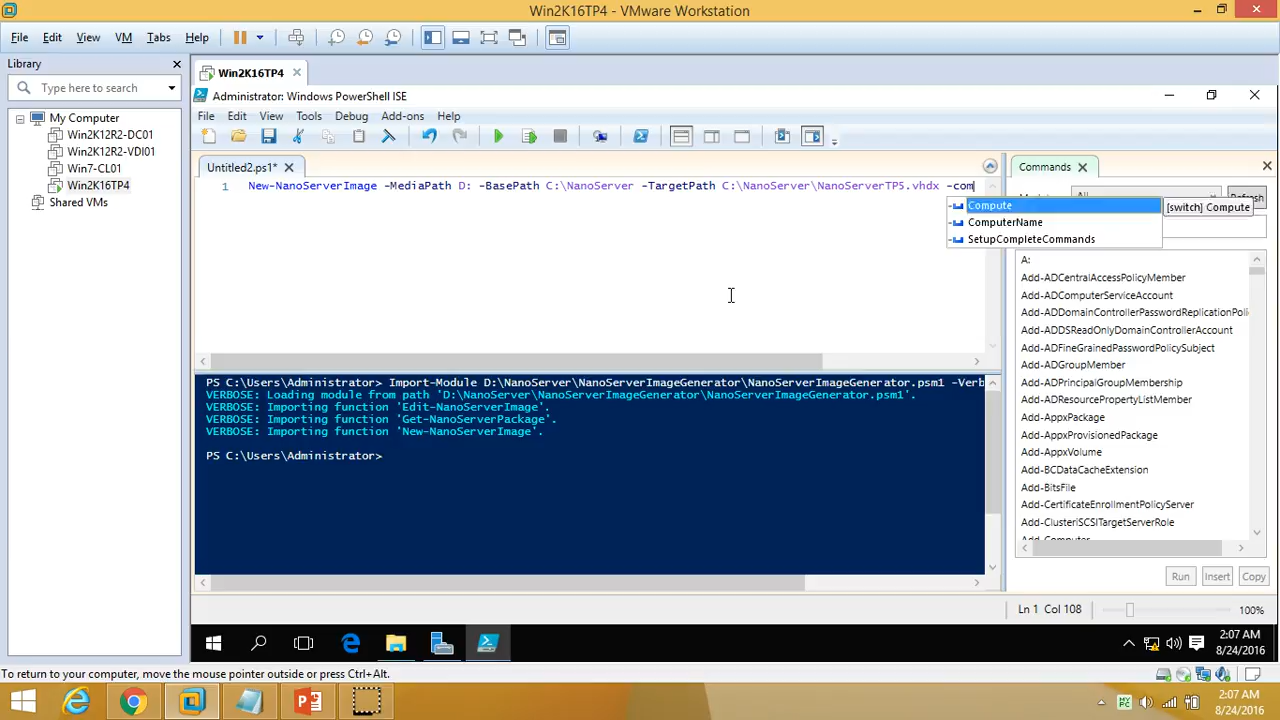 Win2K16TP4 - VMware Workstation
File Edit View VM Tabs Help
Library
Type here to search
My Computer
Win2K12R2-DC01
Win2K12R2-VDI01
Win7-CL01
Win2K16TP4
Shared VMs
Win2K16TP4
Administrator: Windows PowerShell ISE
File Edit View Tools Debug Add-ons Help
Untitled2.ps1*
1 New-NanoServerImage -MediaPath D: -BasePath C:\NanoServer -TargetPath C:\NanoServer\NanoServerTP5.vhdx -com
Compute
ComputerName
SetupCompleteCommands
[switch] Compute
PS C:\Users\Administrator> Import-Module D:\NanoServer\NanoServerImageGenerator\NanoServerImageGenerator.psm1 -Verb
VERBOSE: Loading module from path 'D:\NanoServer\NanoServerImageGenerator\NanoServerImageGenerator.psm1'.
VERBOSE: Importing function 'Edit-NanoServerImage'.
VERBOSE: Importing function 'Get-NanoServerPackage'.
VERBOSE: Importing function 'New-NanoServerImage'.
PS C:\Users\Administrator>
Commands
Refresh
A:
Add-ADCentralAccessPolicyMember
Add-ADComputerServiceAccount
Add-ADDomainControllerPasswordReplicationPoli
Add-ADDSReadOnlyDomainControllerAccount
Add-ADFineGrainedPasswordPolicySubject
Add-ADGroupMember
Add-ADPrincipalGroupMembership
Add-ADResourcePropertyListMember
Add-AppxPackage
Add-AppxProvisionedPackage
Add-AppxVolume
Add-BCDataCacheExtension
Add-BitsFile
Add-CertificateEnrollmentPolicyServer
Add-ClusteriSCSITargetServerRole
Add-Computer
Run Insert Copy
Ln 1 Col 108
100%
2:07 AM
8/24/2016
To return to your computer, move the mouse pointer outside or press Ctrl+Alt.
2:07 AM
8/24/2016